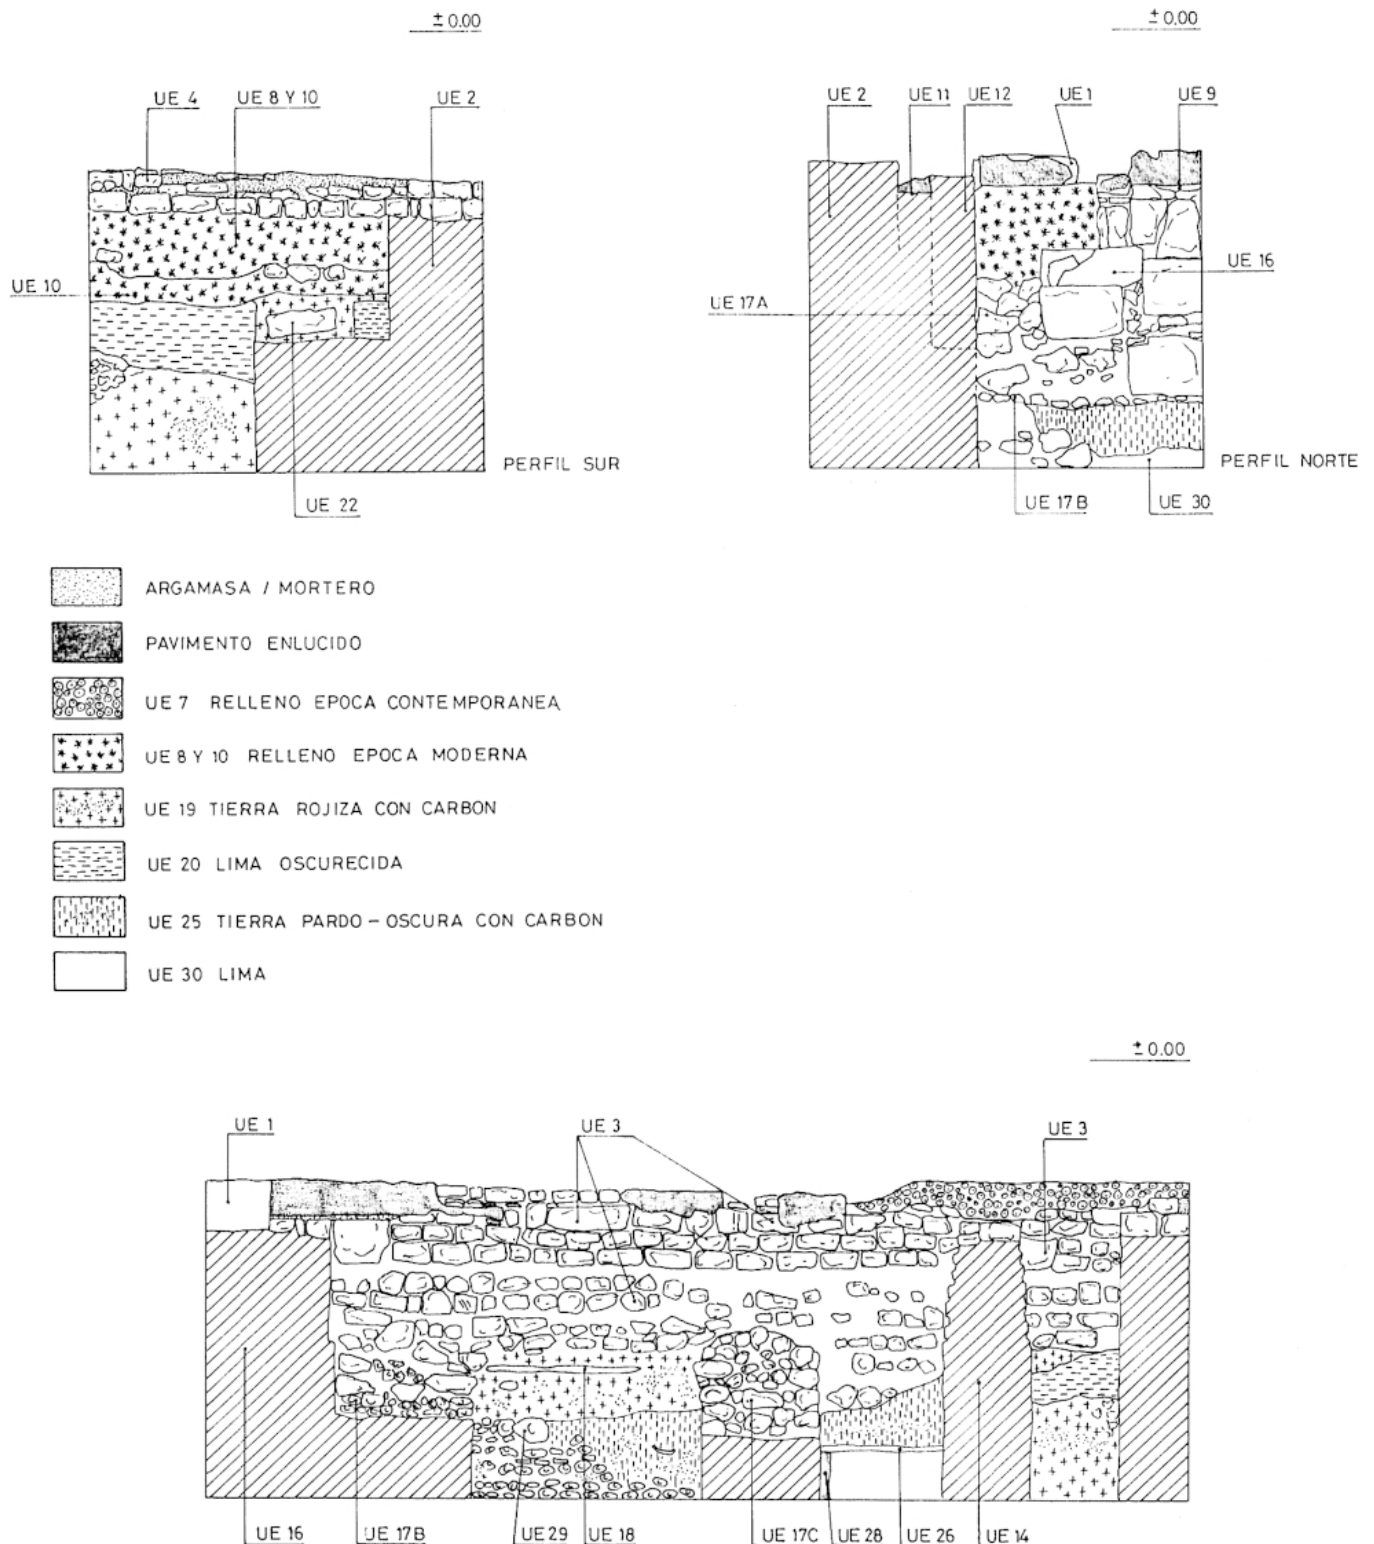 ± 0.00
± 0.00
UE 4
UE 8 Y 10
UE 2
UE 2
UE 11
UE 12
UE 1
UE 9
UE 10
UE 16
UE 17A
PERFIL SUR
PERFIL NORTE
UE 22
UE 17B
UE 30
ARGAMASA / MORTERO
PAVIMENTO ENLUCIDO
UE 7 RELLENO EPOCA CONTEMPORANEA
UE 8 Y 10 RELLENO EPOCA MODERNA
UE 19 TIERRA ROJIZA CON CARBON
UE 20 LIMA OSCURECIDA
UE 25 TIERRA PARDO - OSCURA CON CARBON
UE 30 LIMA
± 0.00
UE 1
UE 3
UE 3
UE 16
UE 17B
UE 29
UE 18
UE 17C
UE 28
UE 26
UE 14